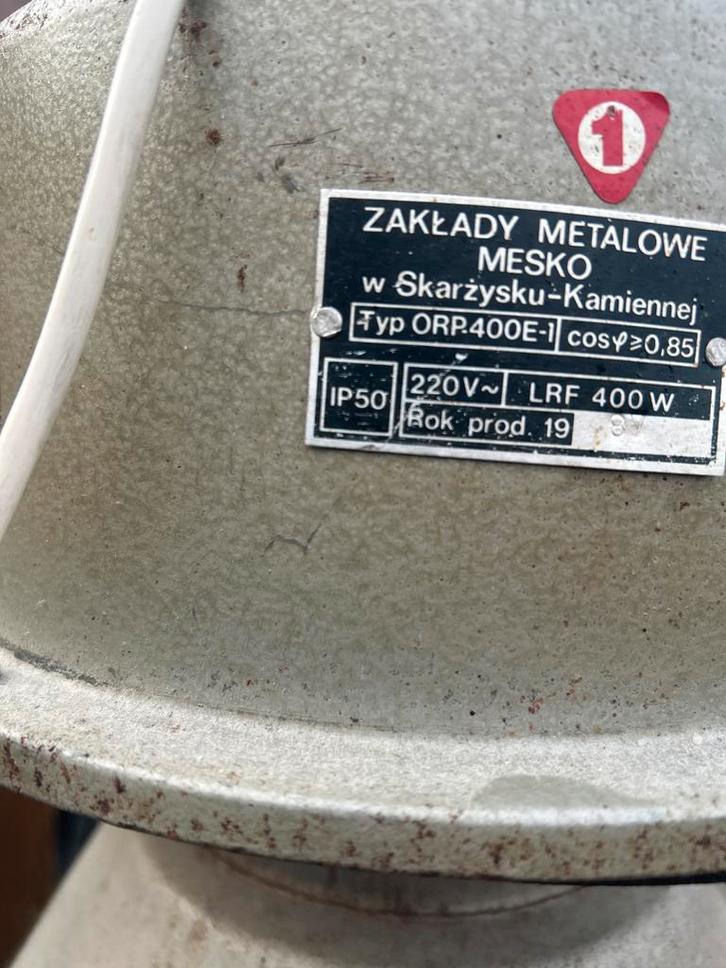 1
ZAKŁADY METALOWE
MESKO
w Skarżysku-Kamiennej
Typ ORP.400E-1 cosφ≥0,85
IP50 220V~ LRF 400 W
Rok prod. 19